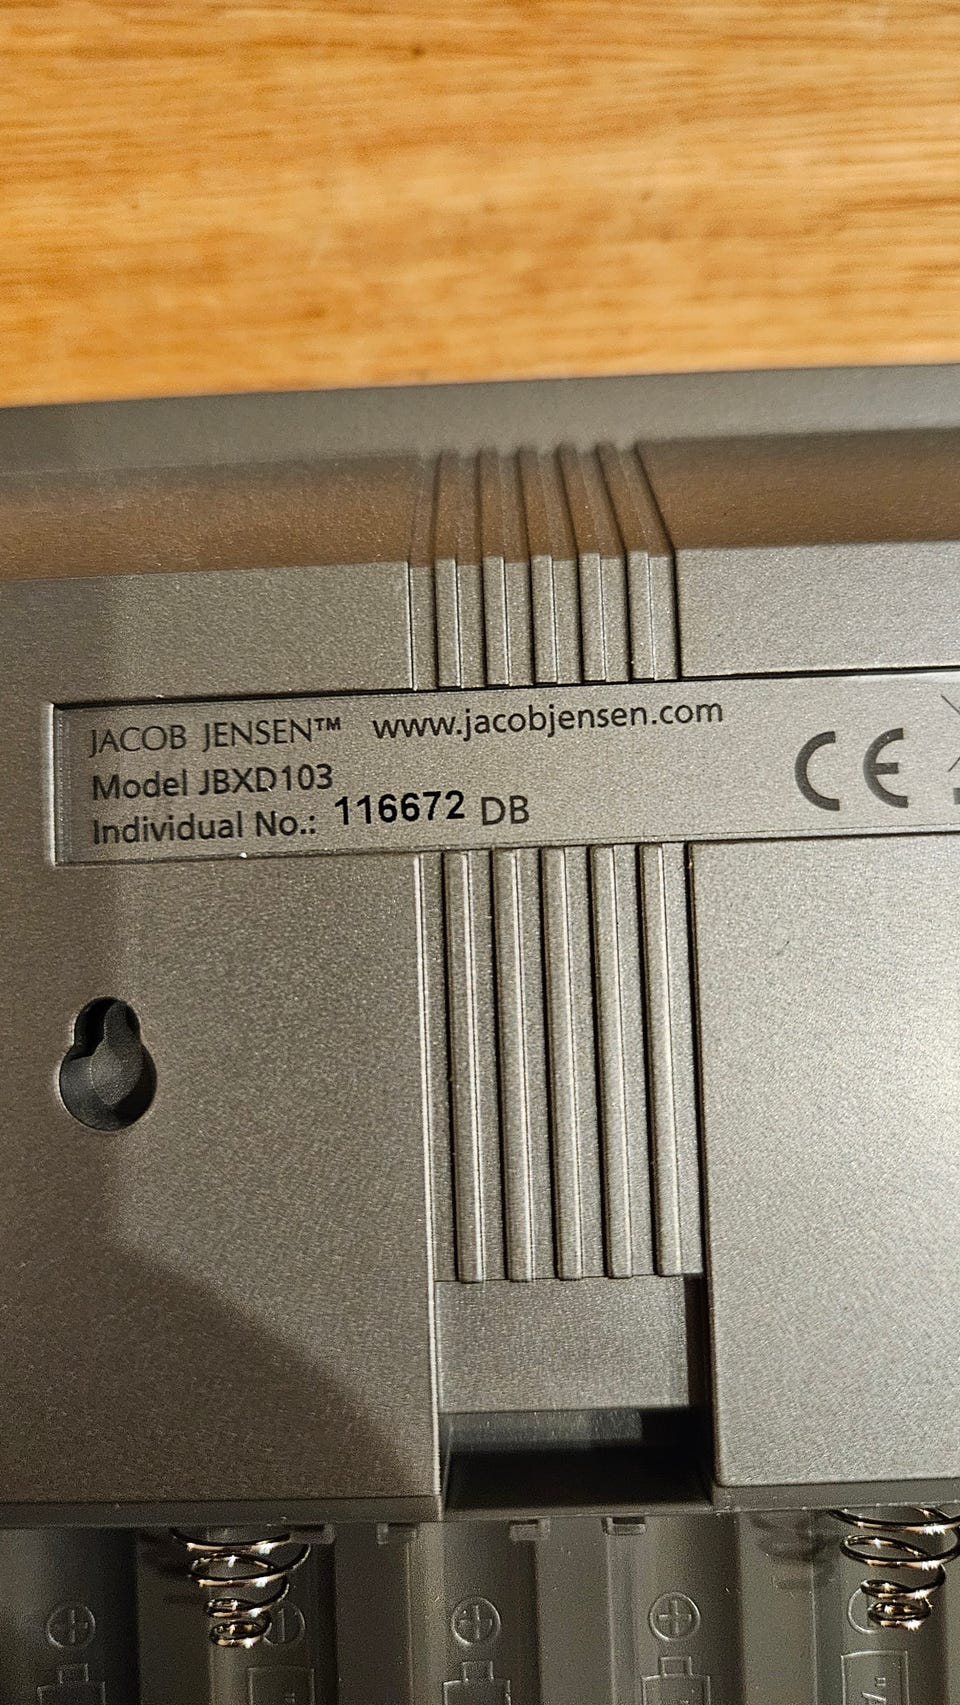 JACOB JENSEN™ www.jacobjensen.com
Model JBXD103
Individual No.: 116672 DB
CE